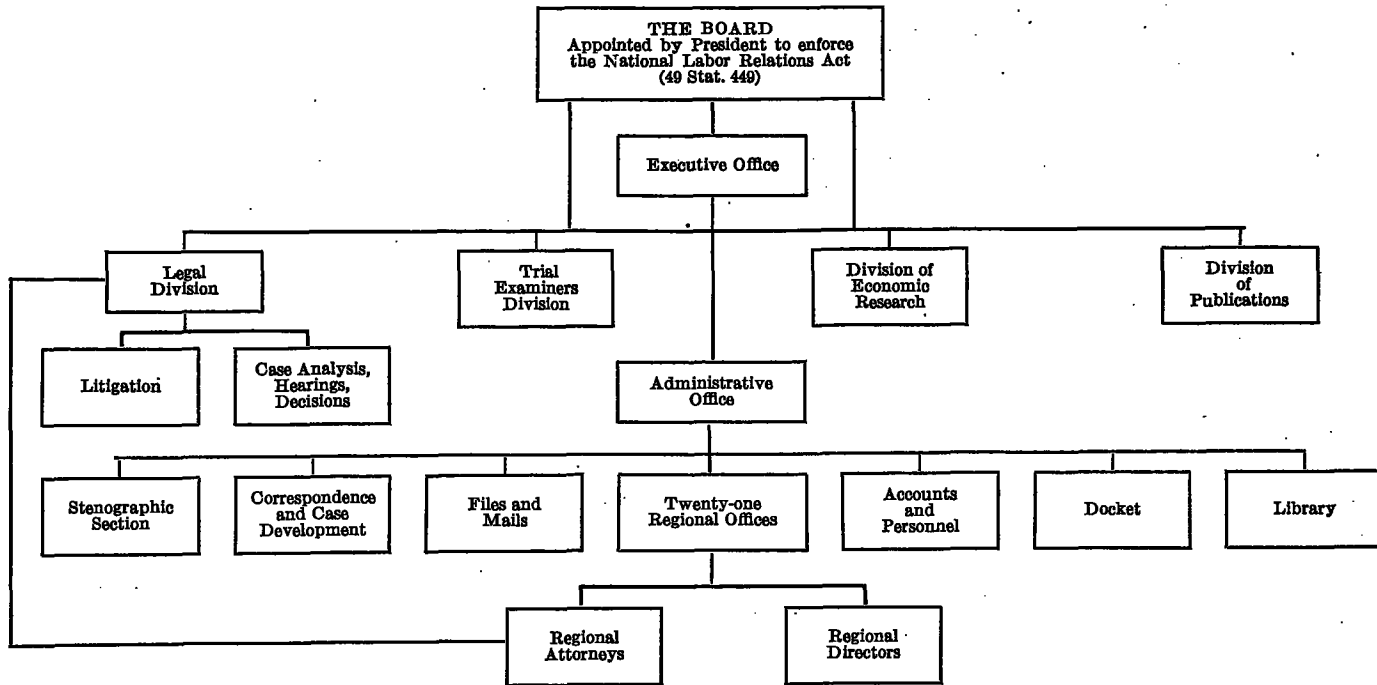 THE BOARD
Appointed by President to enforce
the National Labor Relations Act
(49 Stat. 449)
Executive Office
Legal
Division
Trial
Examiners
Division
Division of
Economic
Research
Division
of
Publications
Litigation
Case Analysis,
Hearings,
Decisions
Administrative
Office
Stenographic
Section
Correspondence
and Case
Development
Files and
Mails
Twenty-one
Regional Offices
Accounts
and
Personnel
Docket
Library
Regional
Attorneys
Regional
Directors